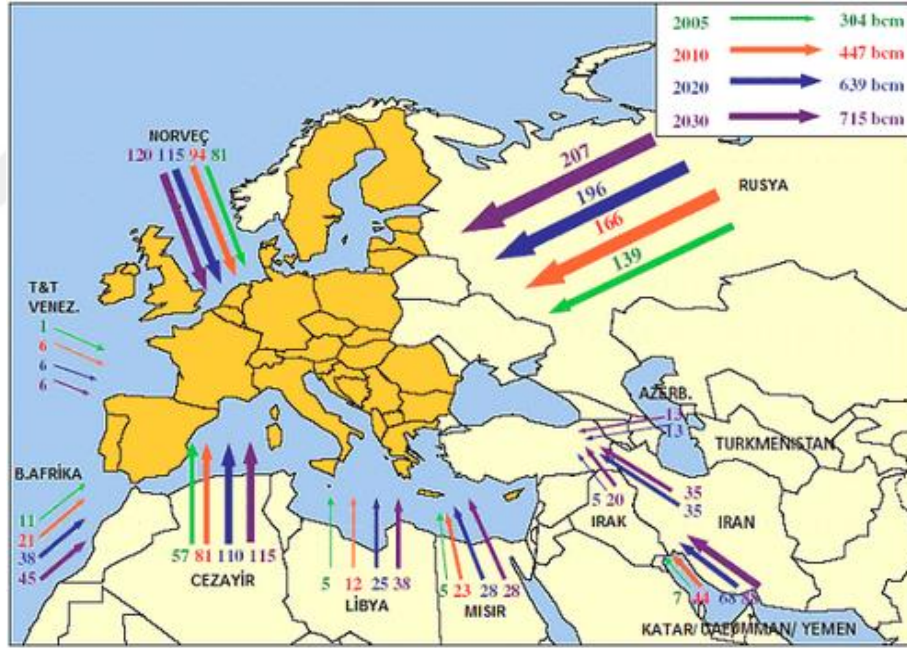 2005 304 bcm
2010 447 bcm
2020 639 bcm
2030 715 bcm
NORVEÇ
120 115 94 81
207
196
166
139
RUSYA
T&T
VENEZ.
1
6
6
6
AZERB.
13
13
TURKMENISTAN
B.AFRİKA
11
21
38
45
57 81 110 115
CEZAYİR
5 12 25 38
LİBYA
5 23 28 28
MISIR
5 20
IRAK
35
35
IRAN
7 44 68
KATAR/ UMMAN/ YEMEN